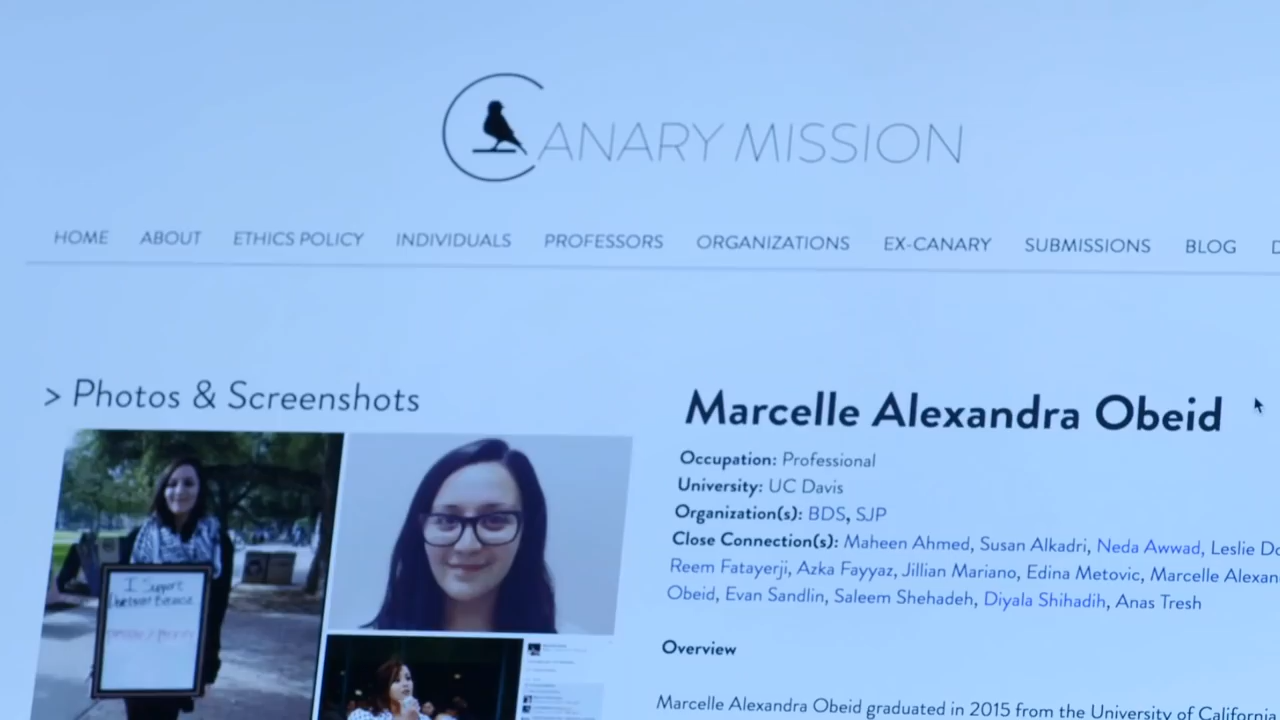 CANARY MISSION
HOME ABOUT ETHICS POLICY INDIVIDUALS PROFESSORS ORGANIZATIONS EX-CANARY SUBMISSIONS BLOG
> Photos & Screenshots
I Support
Marcelle Alexandra Obeid
Occupation: Professional
University: UC Davis
Organization(s): BDS, SJP
Close Connection(s): Maheen Ahmed, Susan Alkadri, Neda Awwad, Leslie
Reem Fatayerji, Azka Fayyaz, Jillian Mariano, Edina Metovic, Marcelle
Obeid, Evan Sandlin, Saleem Shehadeh, Diyala Shihadih, Anas Tresh
Overview
Marcelle Alexandra Obeid graduated in 2015 from the University of California